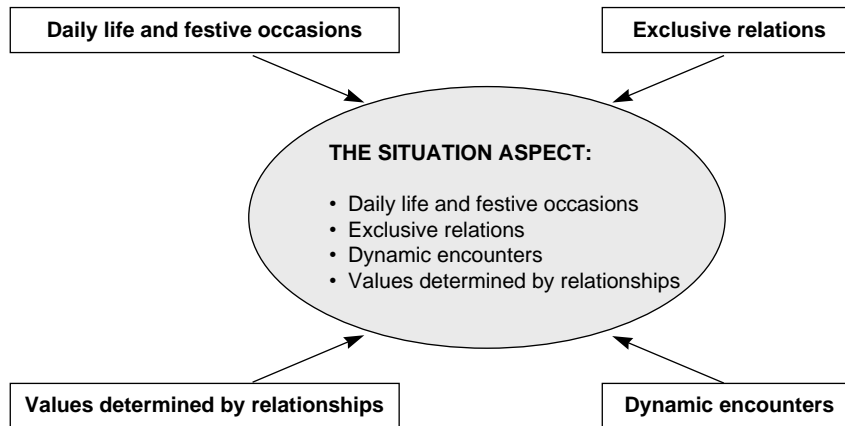 Daily life and festive occasions
Exclusive relations
THE SITUATION ASPECT:
• Daily life and festive occasions
• Exclusive relations
• Dynamic encounters
• Values determined by relationships
Values determined by relationships
Dynamic encounters